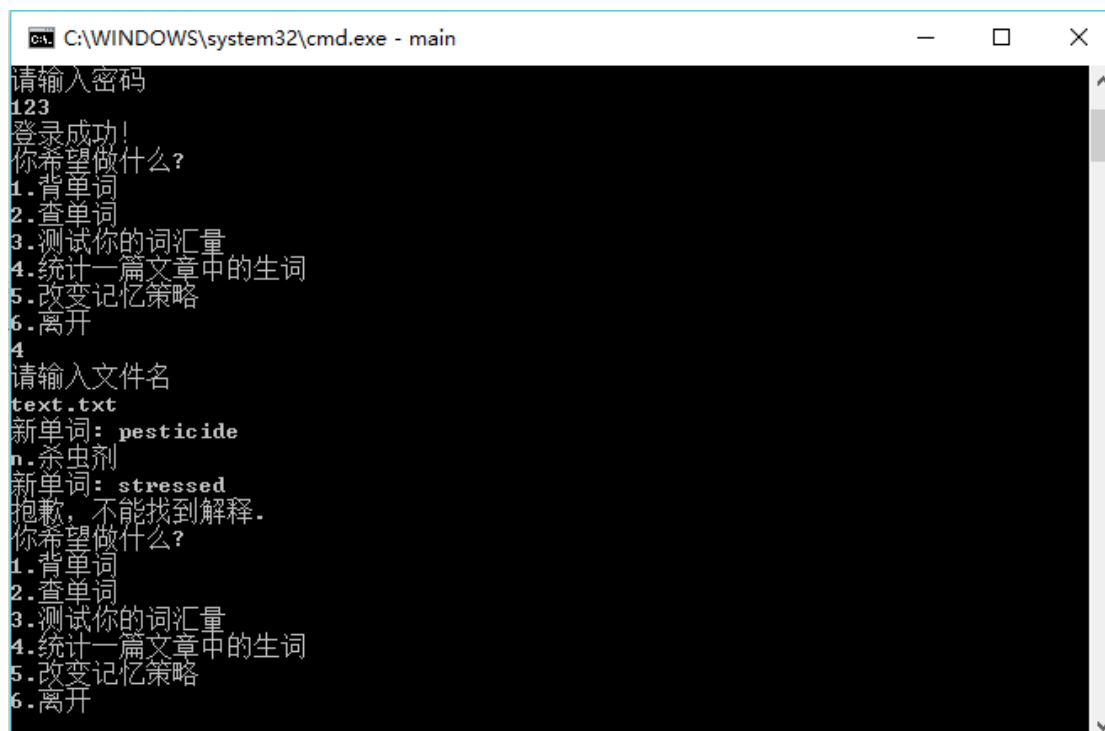 C:\WINDOWS\system32\cmd.exe - main
请输入密码
123
登录成功!
你希望做什么?
1.背单词
2.查单词
3.测试你的词汇量
4.统计一篇文章中的生词
5.改变记忆策略
6.离开
4
请输入文件名
text.txt
新单词: pesticide
n.杀虫剂
新单词: stressed
抱歉, 不能找到解释.
你希望做什么?
1.背单词
2.查单词
3.测试你的词汇量
4.统计一篇文章中的生词
5.改变记忆策略
6.离开